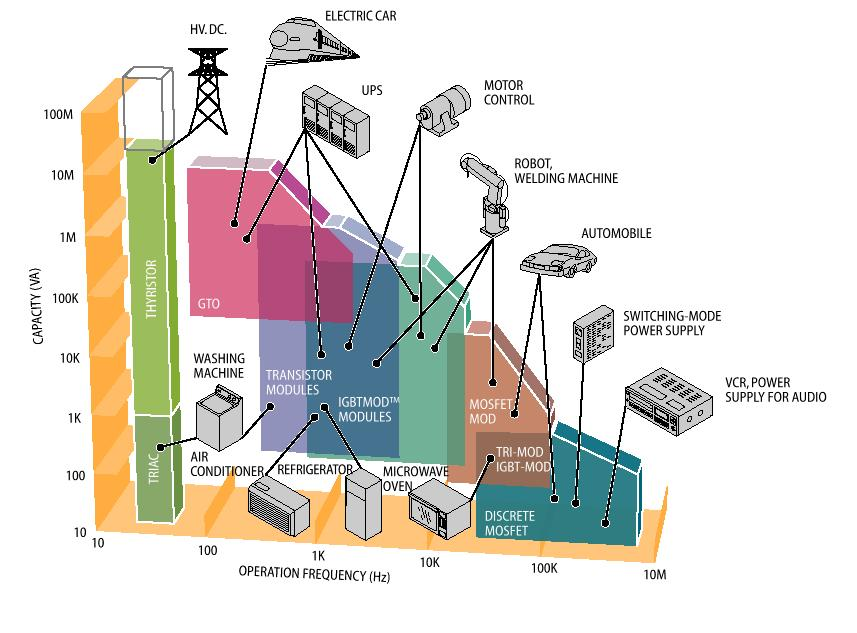 ELECTRIC CAR
HV. DC.
UPS
MOTOR
CONTROL
100M
ROBOT,
WELDING MACHINE
10M
AUTOMOBILE
1M
CAPACITY (VA)
THYRISTOR
GTO
100K
SWITCHING-MODE
POWER SUPPLY
10K
WASHING
MACHINE
TRANSISTOR
MODULES
IGBTMOD™
MODULES
MOSFET
MOD
VCR, POWER
SUPPLY FOR AUDIO
1K
TRIAC
AIR
CONDITIONER
REFRIGERATOR
MICROWAVE
OVEN
TRI-MOD
IGBT-MOD
100
DISCRETE
MOSFET
10
10
100
1K
10K
100K
10M
OPERATION FREQUENCY (Hz)